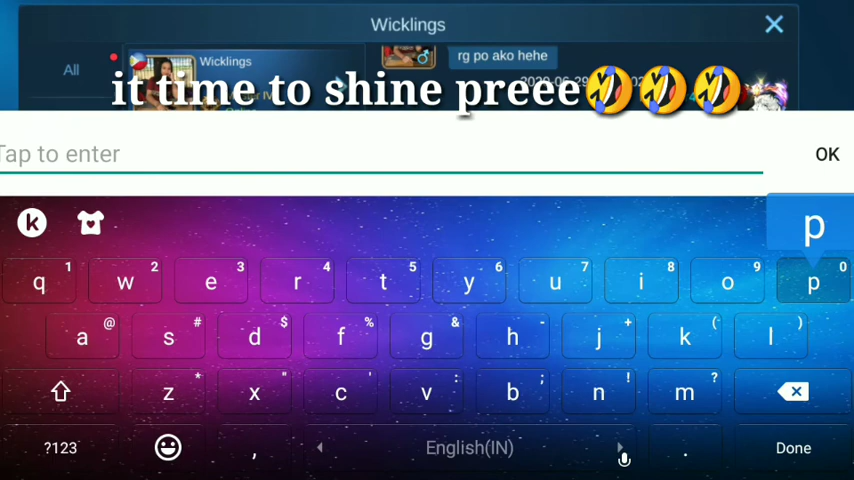 Wicklings
All
Wicklings
rg po ako hehe
it time to shine preee🤣🤣🤣
Tap to enter
OK
p
q 1 w 2 e 3 r 4 t 5 y 6 u 7 i 8 o 9 p 0
a @ s # d $ f % g & h - j + k ( l )
z * x " c ' v : b ; n ! m ?
?123 , English(IN) . Done